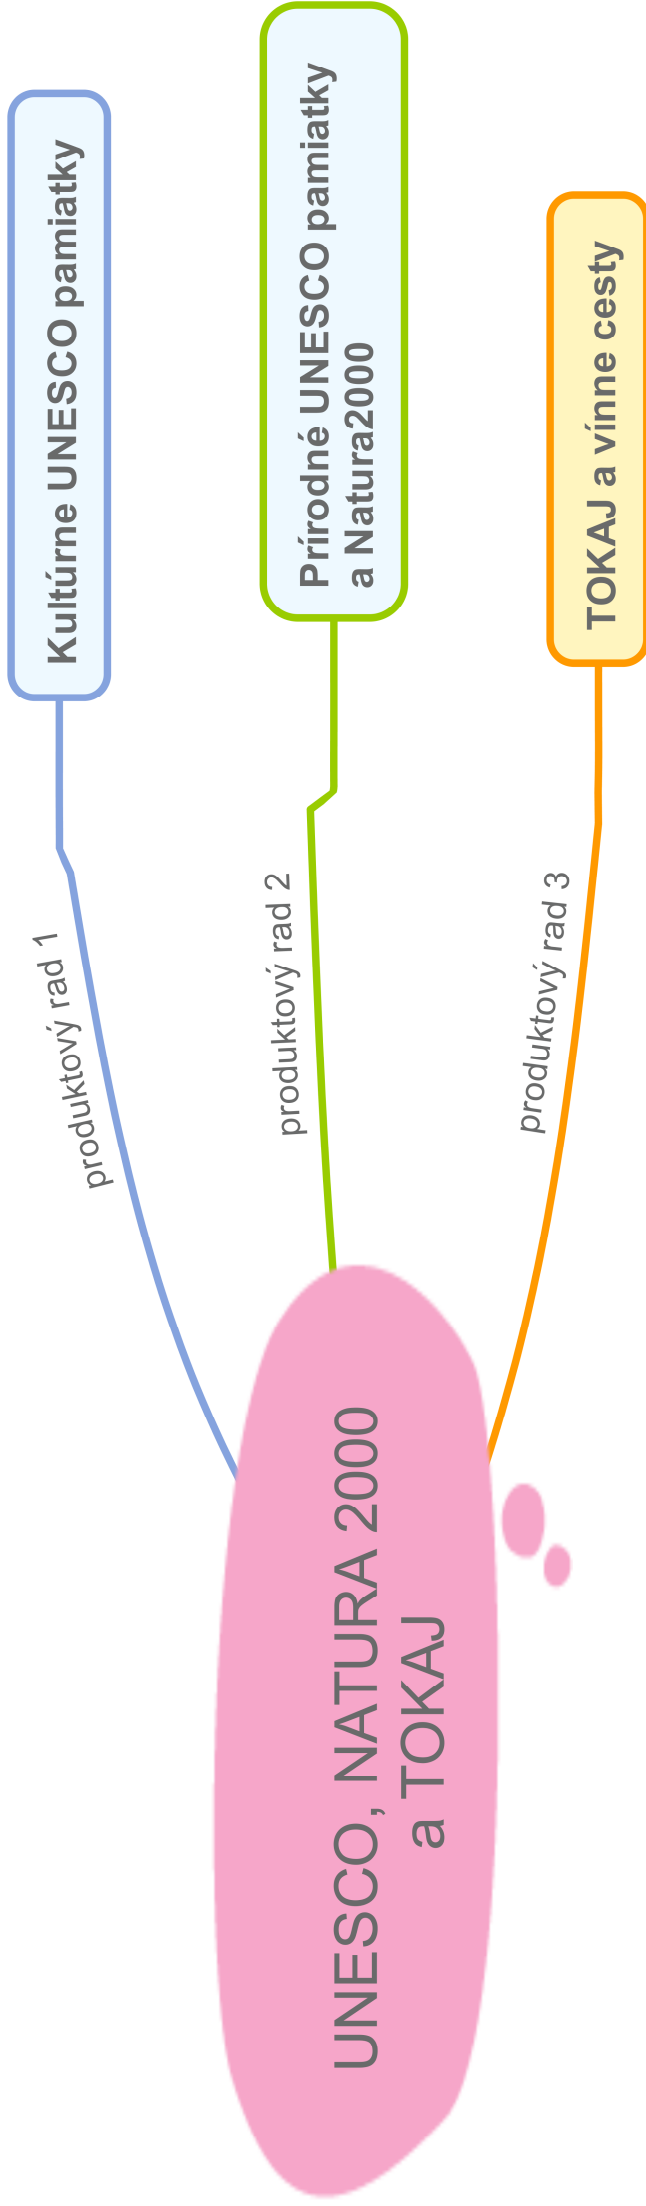 UNESCO, NATURA 2000
a TOKAJ
produktový rad 1
Kultúrne UNESCO pamiatky
produktový rad 2
Prírodné UNESCO pamiatky
a Natura2000
produktový rad 3
TOKAJ a vínne cesty